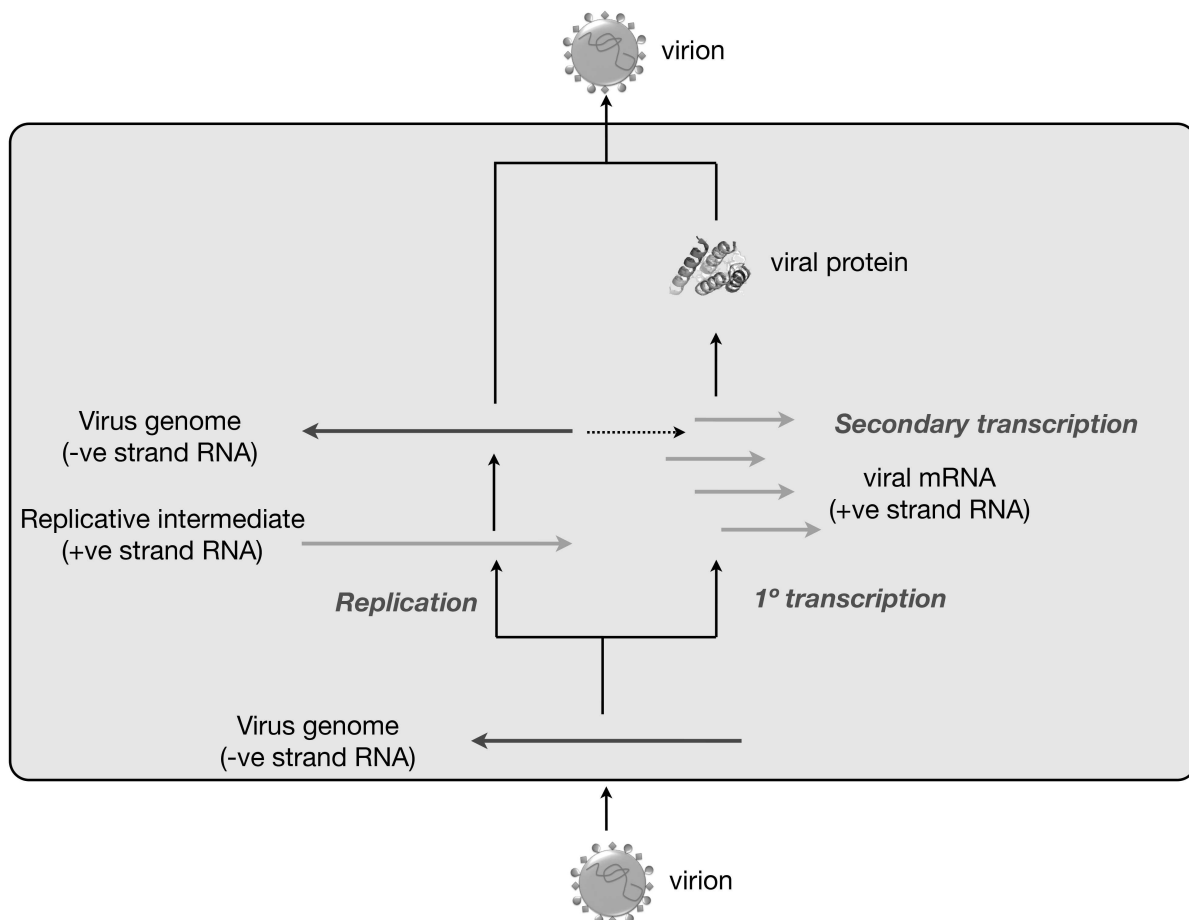 virion
viral protein
Virus genome
(-ve strand RNA)
Secondary transcription
viral mRNA
(+ve strand RNA)
Replicative intermediate
(+ve strand RNA)
Replication
1º transcription
Virus genome
(-ve strand RNA)
virion